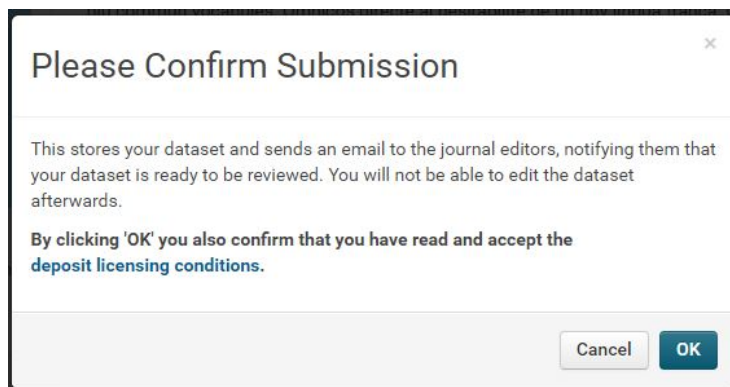 Please Confirm Submission
×
This stores your dataset and sends an email to the journal editors, notifying them that
your dataset is ready to be reviewed. You will not be able to edit the dataset
afterwards.
By clicking 'OK' you also confirm that you have read and accept the
deposit licensing conditions.
Cancel
OK